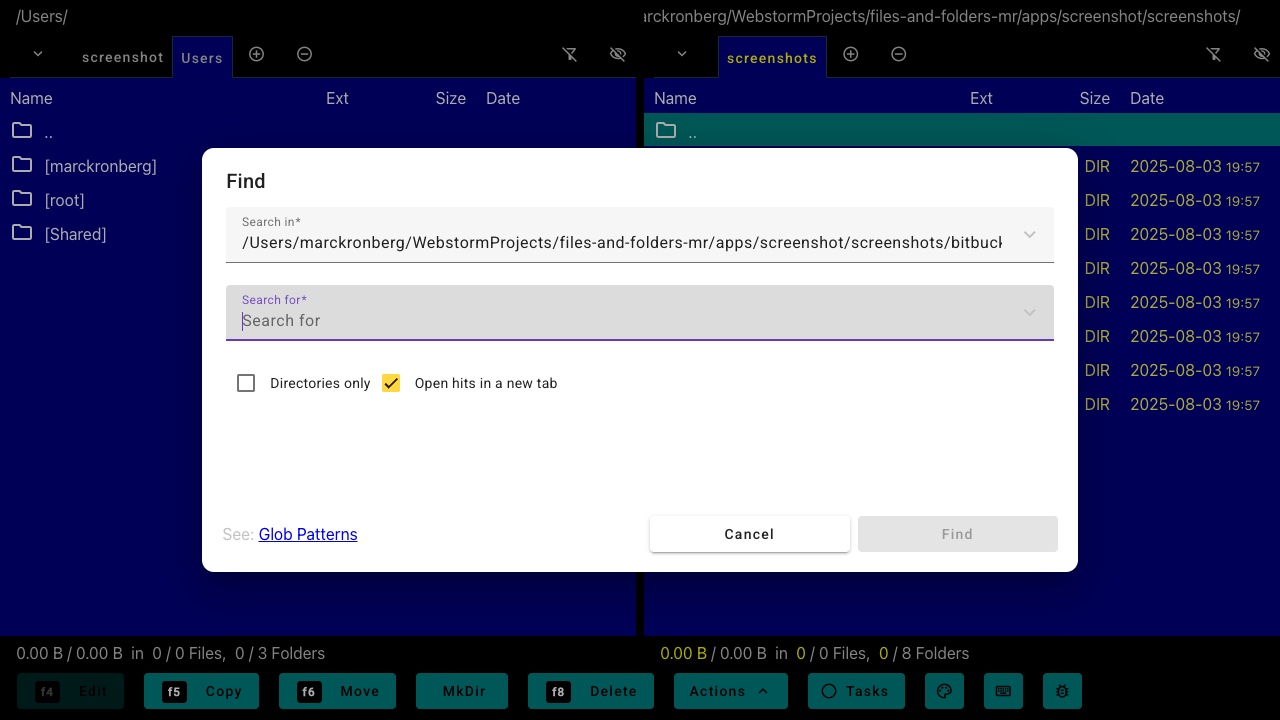 /Users/
arckronberg/WebstormProjects/files-and-folders-mr/apps/screenshot/screenshots/
screenshot Users
screenshots
Name Ext Size Date
Name Ext Size Date
..
..
[marckronberg]
DIR 2025-08-03 19:57
[root]
DIR 2025-08-03 19:57
[Shared]
DIR 2025-08-03 19:57
DIR 2025-08-03 19:57
DIR 2025-08-03 19:57
DIR 2025-08-03 19:57
DIR 2025-08-03 19:57
DIR 2025-08-03 19:57
Find
Search in*
/Users/marckronberg/WebstormProjects/files-and-folders-mr/apps/screenshot/screenshots/bitbuck
Search for*
Search for
Directories only Open hits in a new tab
See: Glob Patterns
Cancel Find
0.00 B / 0.00 B in 0 / 0 Files, 0 / 3 Folders
0.00 B / 0.00 B in 0 / 0 Files, 0 / 8 Folders
f4 Edit f5 Copy f6 Move MkDir f8 Delete Actions Tasks